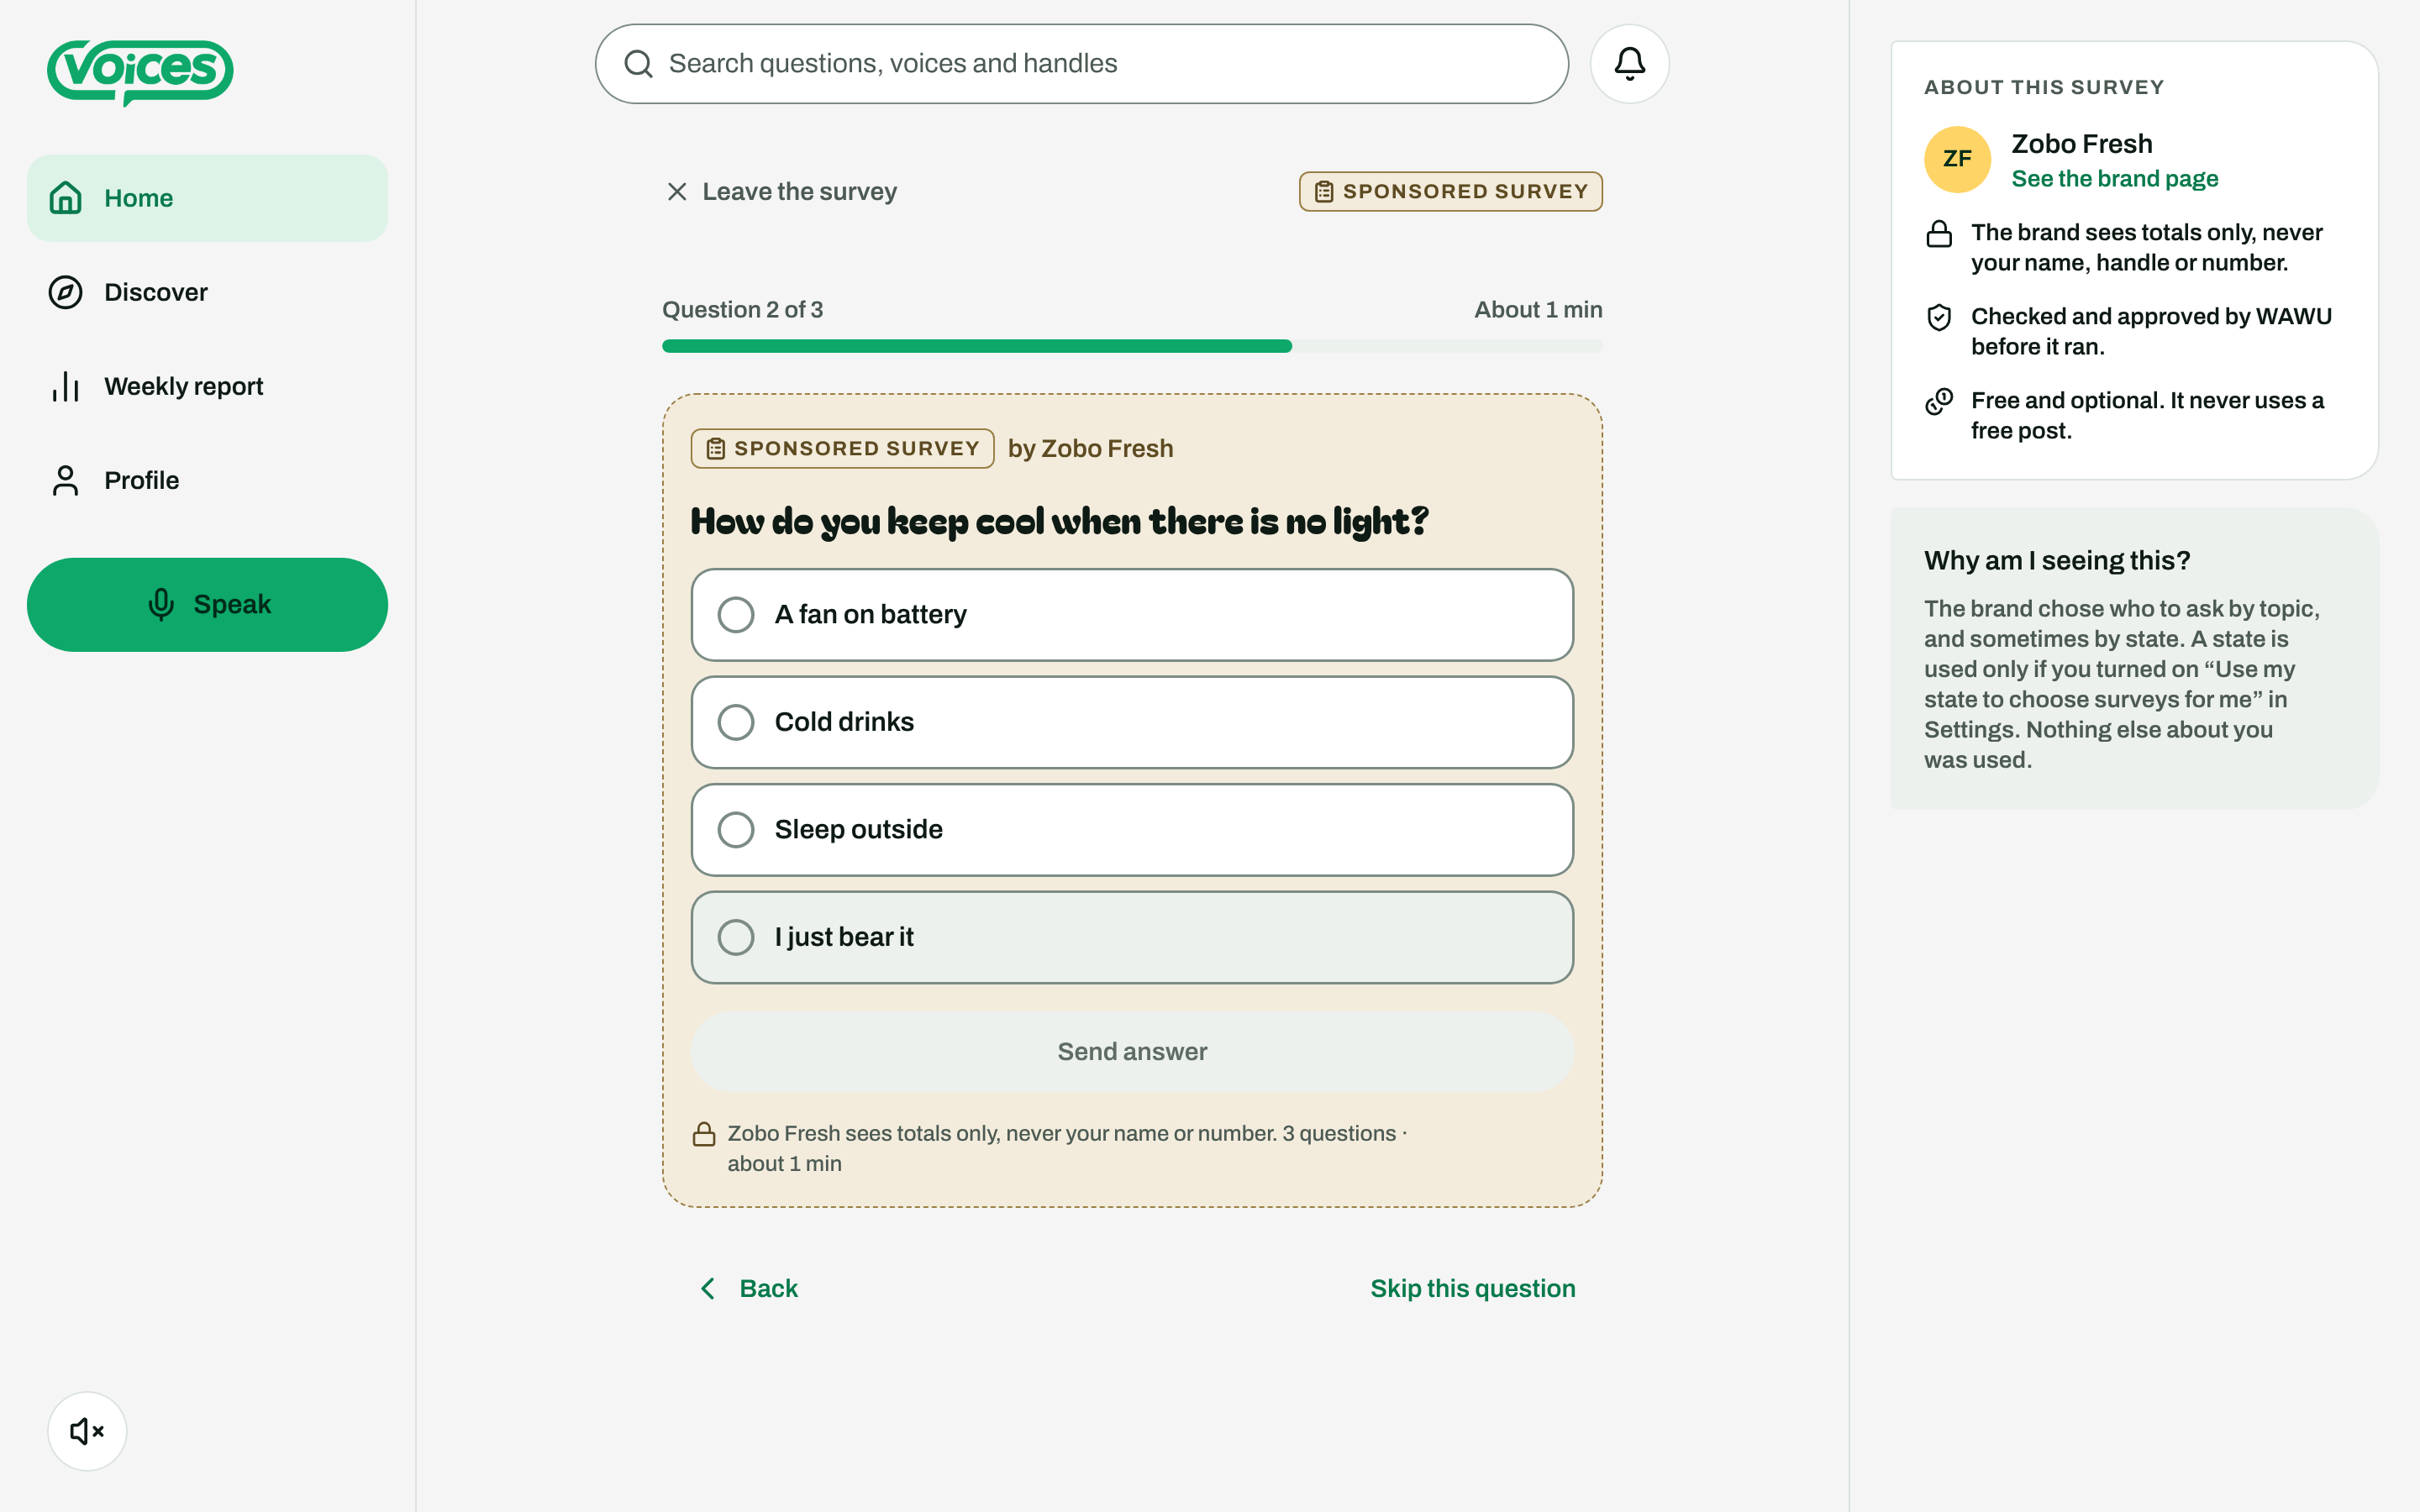 Voices
Home
Discover
Weekly report
Profile
Speak
Search questions, voices and handles
Leave the survey
SPONSORED SURVEY
Question 2 of 3
About 1 min
SPONSORED SURVEY by Zobo Fresh
How do you keep cool when there is no light?
A fan on battery
Cold drinks
Sleep outside
I just bear it
Send answer
Zobo Fresh sees totals only, never your name or number. 3 questions ·
about 1 min
Back
Skip this question
ABOUT THIS SURVEY
ZF
Zobo Fresh
See the brand page
The brand sees totals only, never
your name, handle or number.
Checked and approved by WAWU
before it ran.
Free and optional. It never uses a
free post.
Why am I seeing this?
The brand chose who to ask by topic,
and sometimes by state. A state is
used only if you turned on “Use my
state to choose surveys for me” in
Settings. Nothing else about you
was used.